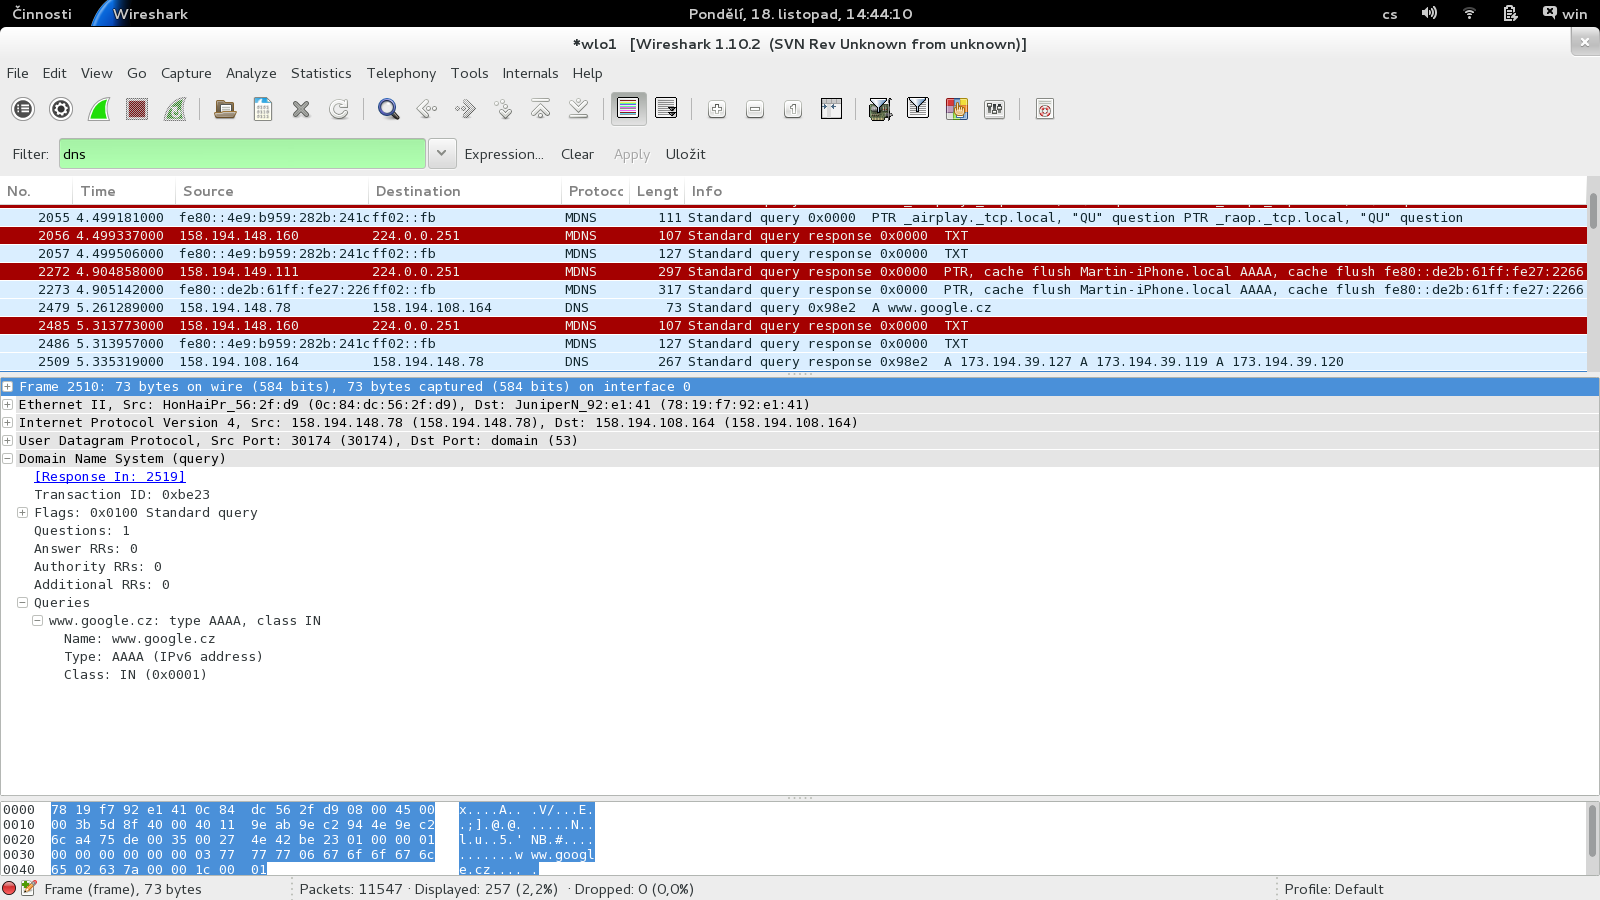 Činnosti Wireshark Pondělí, 18. listopad, 14:44:10 cs win
*wlo1 [Wireshark 1.10.2 (SVN Rev Unknown from unknown)]
File Edit View Go Capture Analyze Statistics Telephony Tools Internals Help
Filter: dns Expression... Clear Apply Uložit
No. Time Source Destination Protocc Lengt Info
2055 4.499181000 fe80::4e9:b959:282b:241c ff02::fb MDNS 111 Standard query 0x0000 PTR _airplay._tcp.local, "QU" question PTR _raop._tcp.local, "QU" question
2056 4.499337000 158.194.148.160 224.0.0.251 MDNS 107 Standard query response 0x0000 TXT
2057 4.499506000 fe80::4e9:b959:282b:241c ff02::fb MDNS 127 Standard query response 0x0000 TXT
2272 4.904858000 158.194.149.111 224.0.0.251 MDNS 297 Standard query response 0x0000 PTR, cache flush Martin-iPhone.local AAAA, cache flush fe80::de2b:61ff:fe27:2266
2273 4.905142000 fe80::de2b:61ff:fe27:226 ff02::fb MDNS 317 Standard query response 0x0000 PTR, cache flush Martin-iPhone.local AAAA, cache flush fe80::de2b:61ff:fe27:2266
2479 5.261289000 158.194.148.78 158.194.108.164 DNS 73 Standard query 0x98e2 A www.google.cz
2485 5.313773000 158.194.148.160 224.0.0.251 MDNS 107 Standard query response 0x0000 TXT
2486 5.313957000 fe80::4e9:b959:282b:241c ff02::fb MDNS 127 Standard query response 0x0000 TXT
2509 5.335319000 158.194.108.164 158.194.148.78 DNS 267 Standard query response 0x98e2 A 173.194.39.127 A 173.194.39.119 A 173.194.39.120
Frame 2510: 73 bytes on wire (584 bits), 73 bytes captured (584 bits) on interface 0
Ethernet II, Src: HonHaiPr_56:2f:d9 (0c:84:dc:56:2f:d9), Dst: JuniperN_92:e1:41 (78:19:f7:92:e1:41)
Internet Protocol Version 4, Src: 158.194.148.78 (158.194.148.78), Dst: 158.194.108.164 (158.194.108.164)
User Datagram Protocol, Src Port: 30174 (30174), Dst Port: domain (53)
Domain Name System (query)
[Response In: 2519]
Transaction ID: 0xbe23
Flags: 0x0100 Standard query
Questions: 1
Answer RRs: 0
Authority RRs: 0
Additional RRs: 0
Queries
www.google.cz: type AAAA, class IN
Name: www.google.cz
Type: AAAA (IPv6 address)
Class: IN (0x0001)
0000 78 19 f7 92 e1 41 0c 84 dc 56 2f d9 08 00 45 00 x....A.. .V/...E.
0010 00 3b 5d 8f 40 00 40 11 9e ab 9e c2 94 4e 9e c2 .;].@.@. .....N..
0020 6c a4 75 de 00 35 00 27 4e 42 be 23 01 00 00 01 l.u..5.' NB.#....
0030 00 00 00 00 00 00 03 77 77 77 06 67 6f 6f 67 6c .......w ww.googl
0040 65 02 63 7a 00 00 1c 00 01 e.cz.... .
Frame (frame), 73 bytes Packets: 11547 · Displayed: 257 (2,2%) · Dropped: 0 (0,0%) Profile: Default